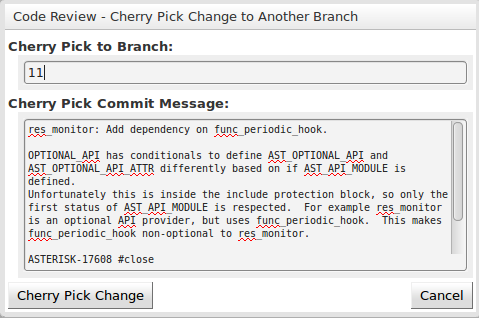 Code Review - Cherry Pick Change to Another Branch
Cherry Pick to Branch:
11
Cherry Pick Commit Message:
res_monitor: Add dependency on func_periodic_hook.
OPTIONAL_API has conditionals to define AST_OPTIONAL_API and
AST_OPTIONAL_API_ATTR differently based on if AST_API_MODULE is
defined.
Unfortunately this is inside the include protection block, so only the
first status of AST_API_MODULE is respected.  For example res_monitor
is an optional API provider, but uses func_periodic_hook.  This makes
func_periodic_hook non-optional to res_monitor.
ASTERISK-17608 #close
Cherry Pick Change
Cancel